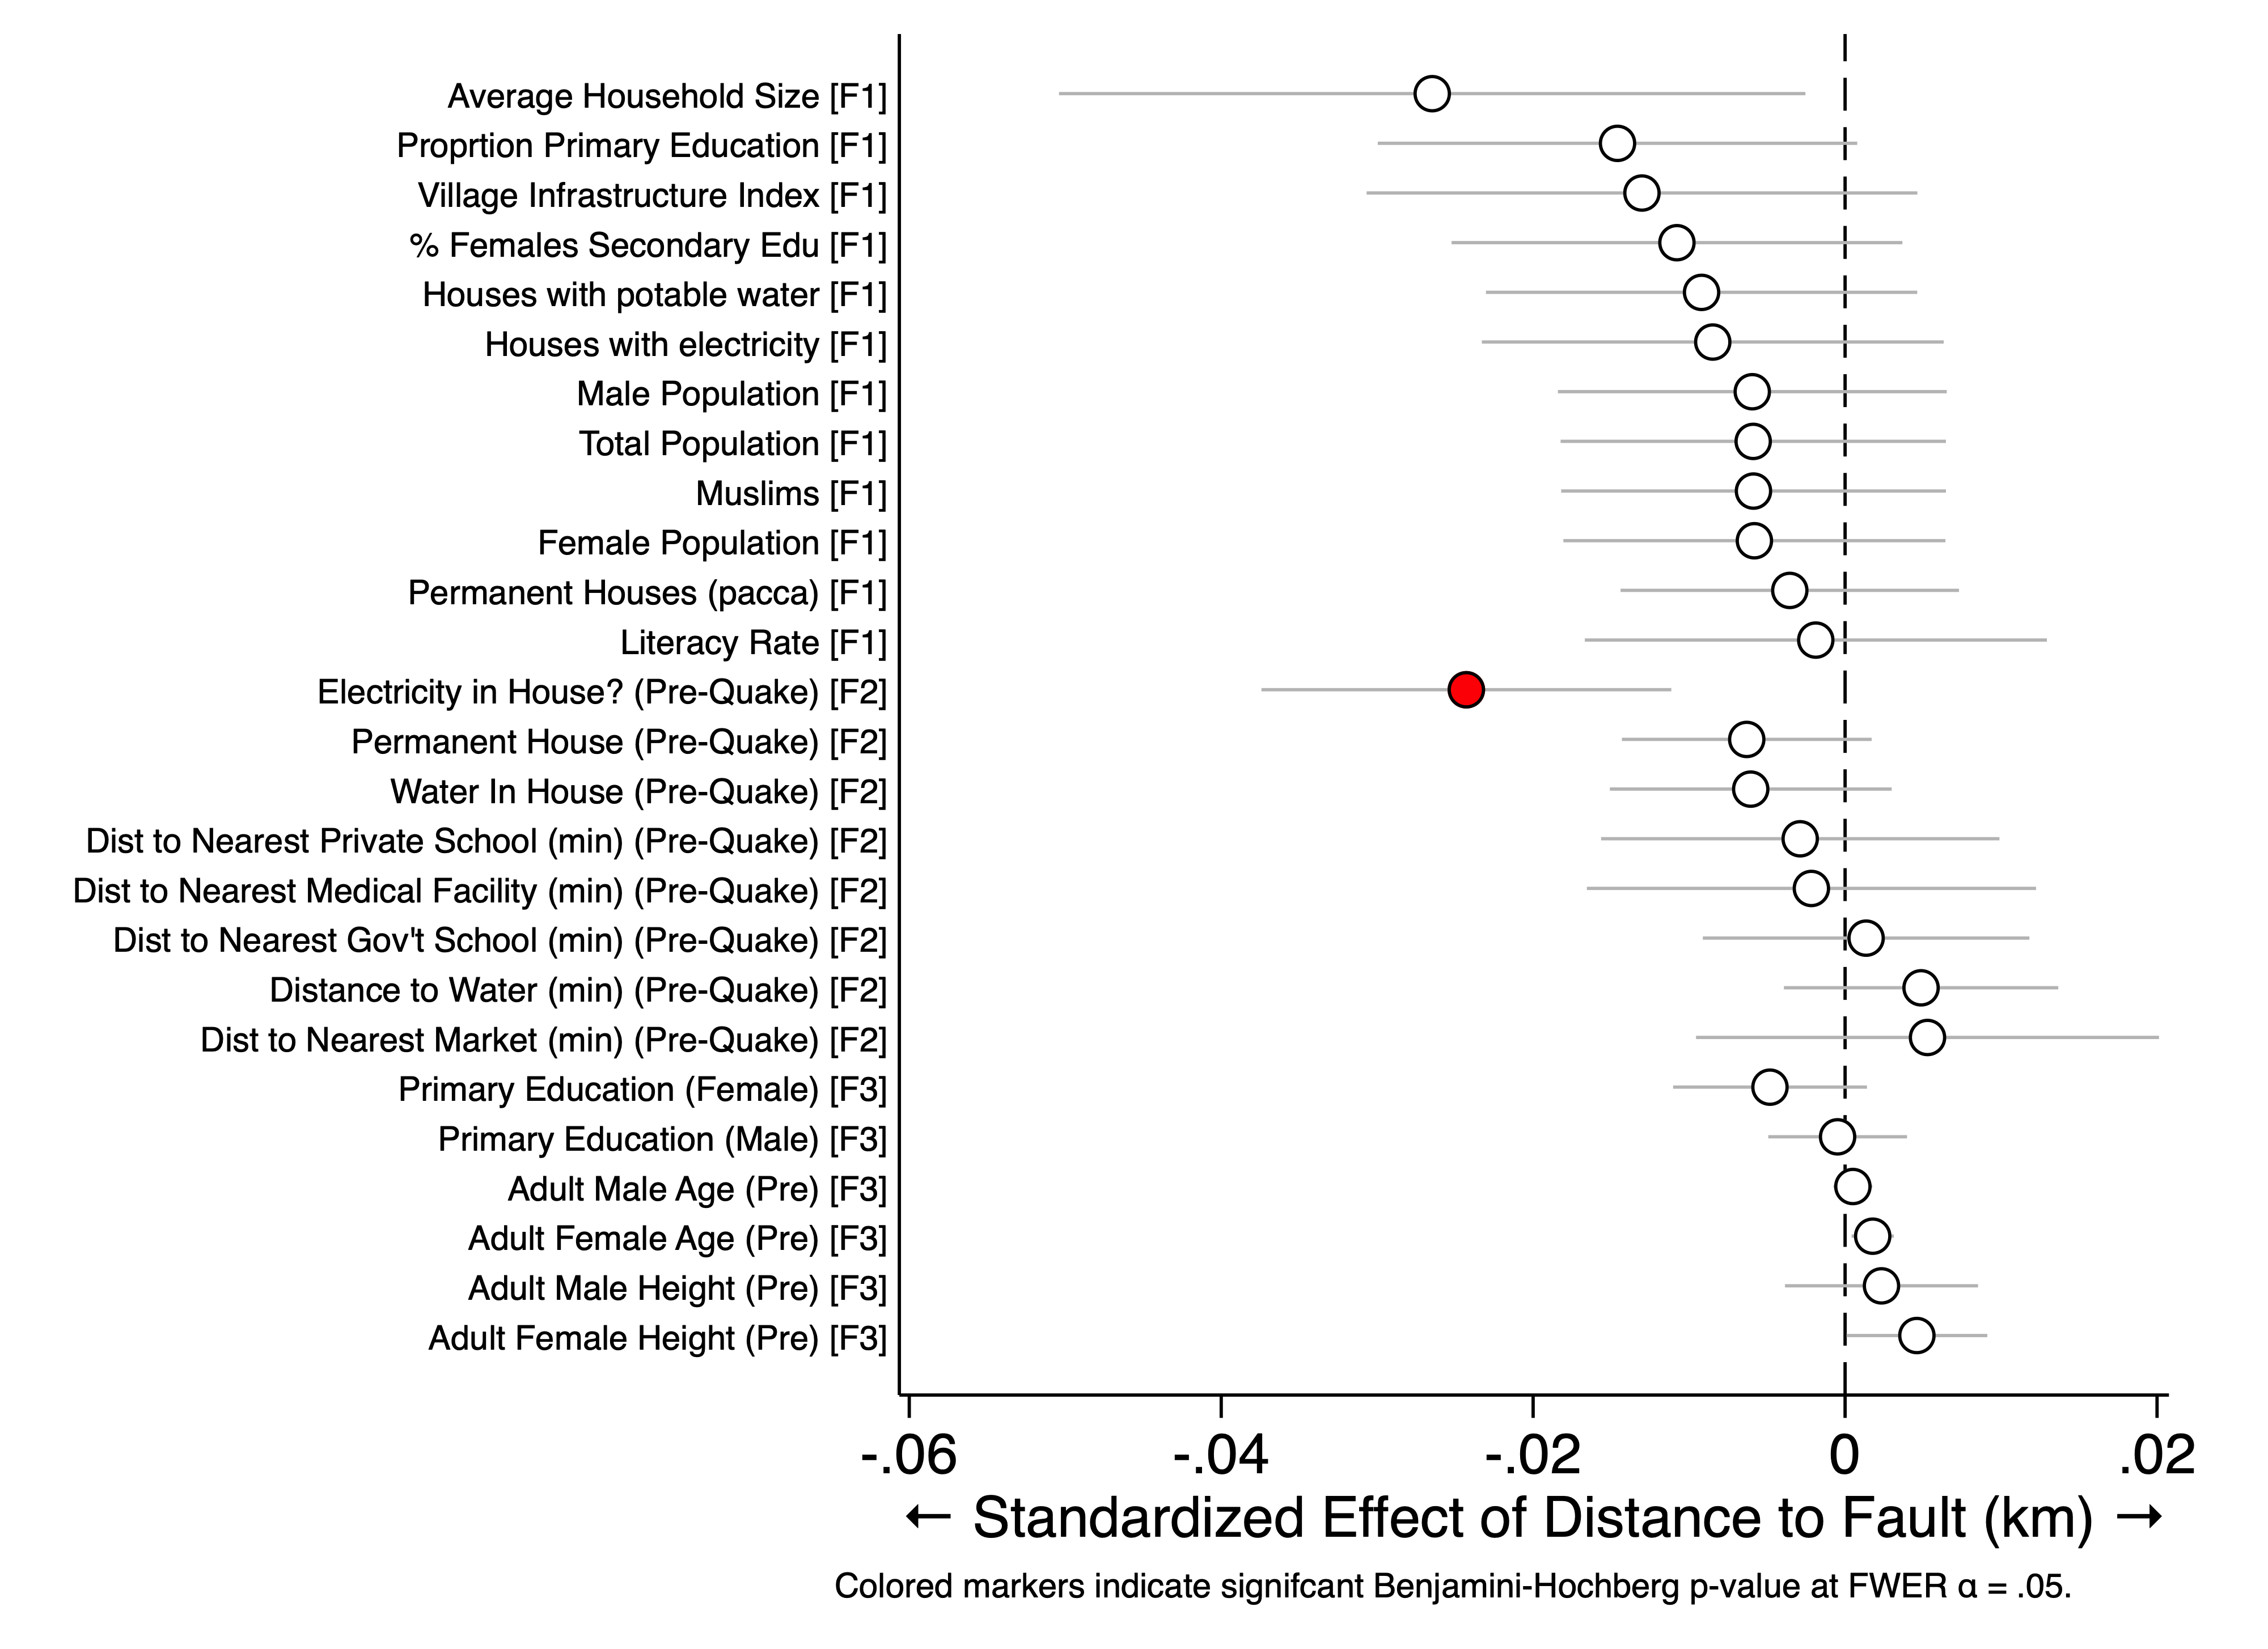 Average Household Size [F1]
Proprtion Primary Education [F1]
Village Infrastructure Index [F1]
% Females Secondary Edu [F1]
Houses with potable water [F1]
Houses with electricity [F1]
Male Population [F1]
Total Population [F1]
Muslims [F1]
Female Population [F1]
Permanent Houses (pacca) [F1]
Literacy Rate [F1]
Electricity in House? (Pre-Quake) [F2]
Permanent House (Pre-Quake) [F2]
Water In House (Pre-Quake) [F2]
Dist to Nearest Private School (min) (Pre-Quake) [F2]
Dist to Nearest Medical Facility (min) (Pre-Quake) [F2]
Dist to Nearest Gov't School (min) (Pre-Quake) [F2]
Distance to Water (min) (Pre-Quake) [F2]
Dist to Nearest Market (min) (Pre-Quake) [F2]
Primary Education (Female) [F3]
Primary Education (Male) [F3]
Adult Male Age (Pre) [F3]
Adult Female Age (Pre) [F3]
Adult Male Height (Pre) [F3]
Adult Female Height (Pre) [F3]
-.06 -.04 -.02 0 .02
← Standardized Effect of Distance to Fault (km) →
Colored markers indicate signifcant Benjamini-Hochberg p-value at FWER α = .05.